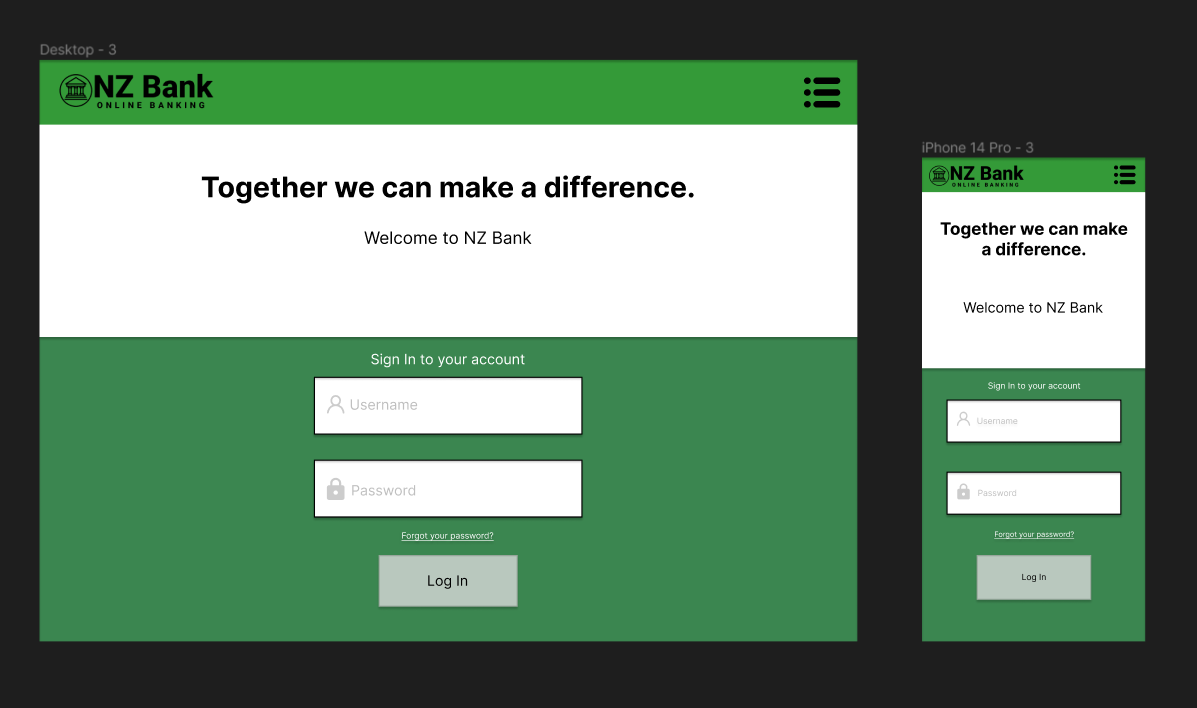 Desktop - 3
NZ Bank
ONLINE BANKING
Together we can make a difference.
Welcome to NZ Bank
Sign In to your account
Username
Password
Forgot your password?
Log In
iPhone 14 Pro - 3
NZ Bank
ONLINE BANKING
Together we can make
a difference.
Welcome to NZ Bank
Sign In to your account
Username
Password
Forgot your password?
Log In